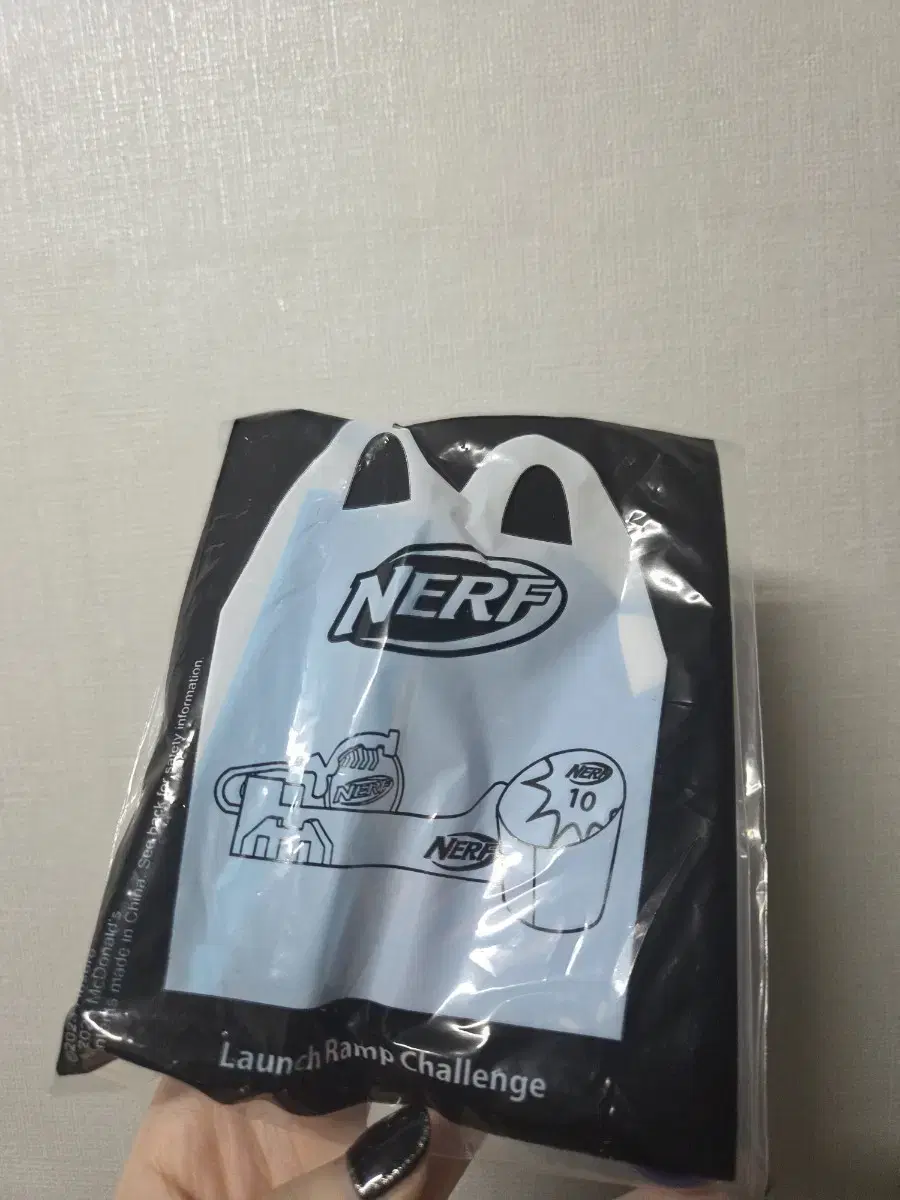 NERF
NERF
NERF
10
NERF
Launch Ramp Challenge
McDonald's
made in China. See back for safety information.